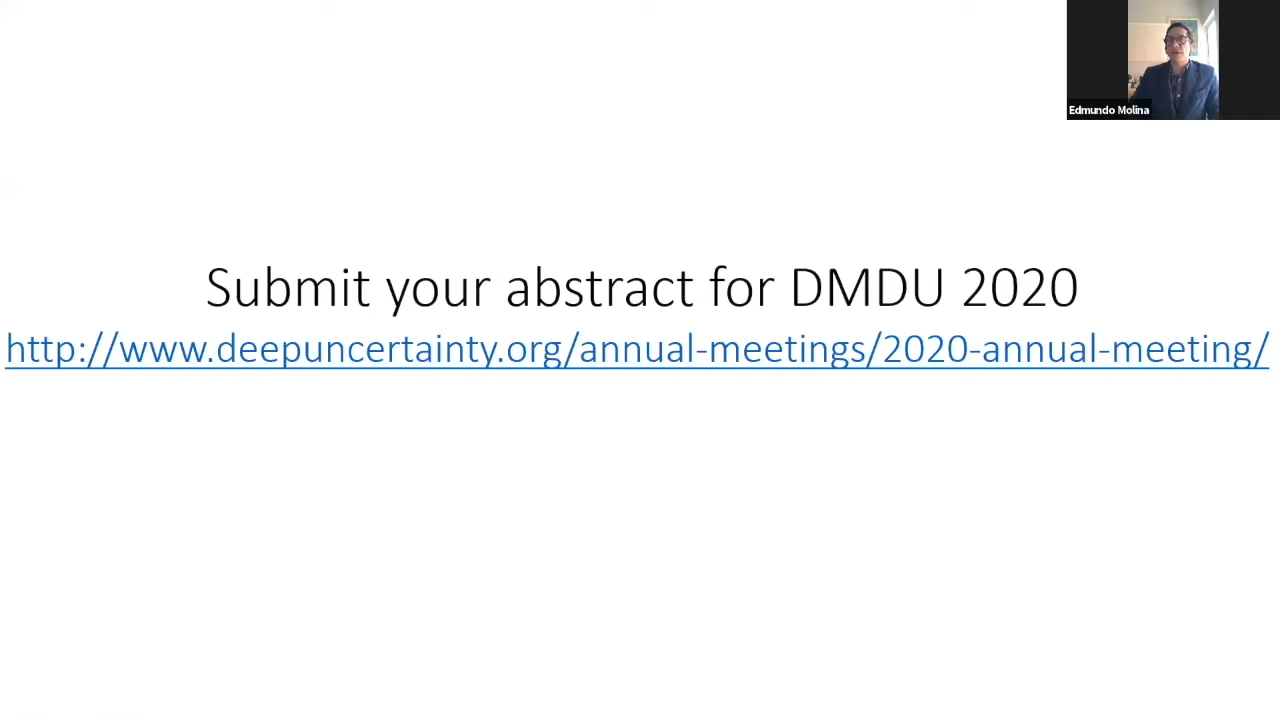 Edmundo Molina
Submit your abstract for DMDU 2020
http://www.deepuncertainty.org/annual-meetings/2020-annual-meeting/